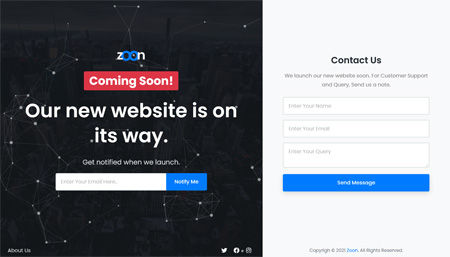 zoon
Coming Soon!
Our new website is on
its way.
Get notified when we launch.
Enter Your Email Here...
Notify Me
About Us
Contact Us
We launch our new website soon. For Customer Support
and Query, Send us a note.
Enter Your Name
Enter Your Email
Enter Your Query
Send Message
Copyrigh © 2021 Zoon. All Rights Reserved.